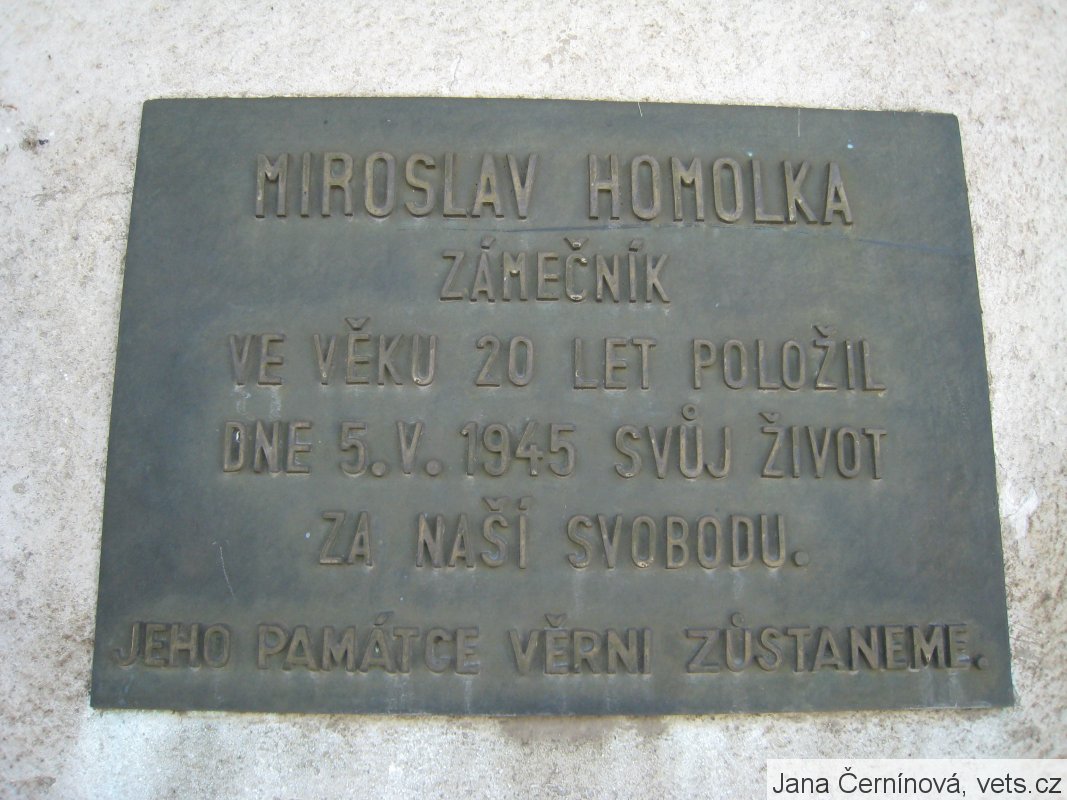 MIROSLAV HOMOLKA
ZÁMEČNÍK
VE VĚKU 20 LET POLOŽIL
DNE 5.V.1945 SVŮJ ŽIVOT
ZA NAŠÍ SVOBODU.
JEHO PAMÁTCE VĚRNI ZŮSTANEME.
Jana Černínová, vets.cz